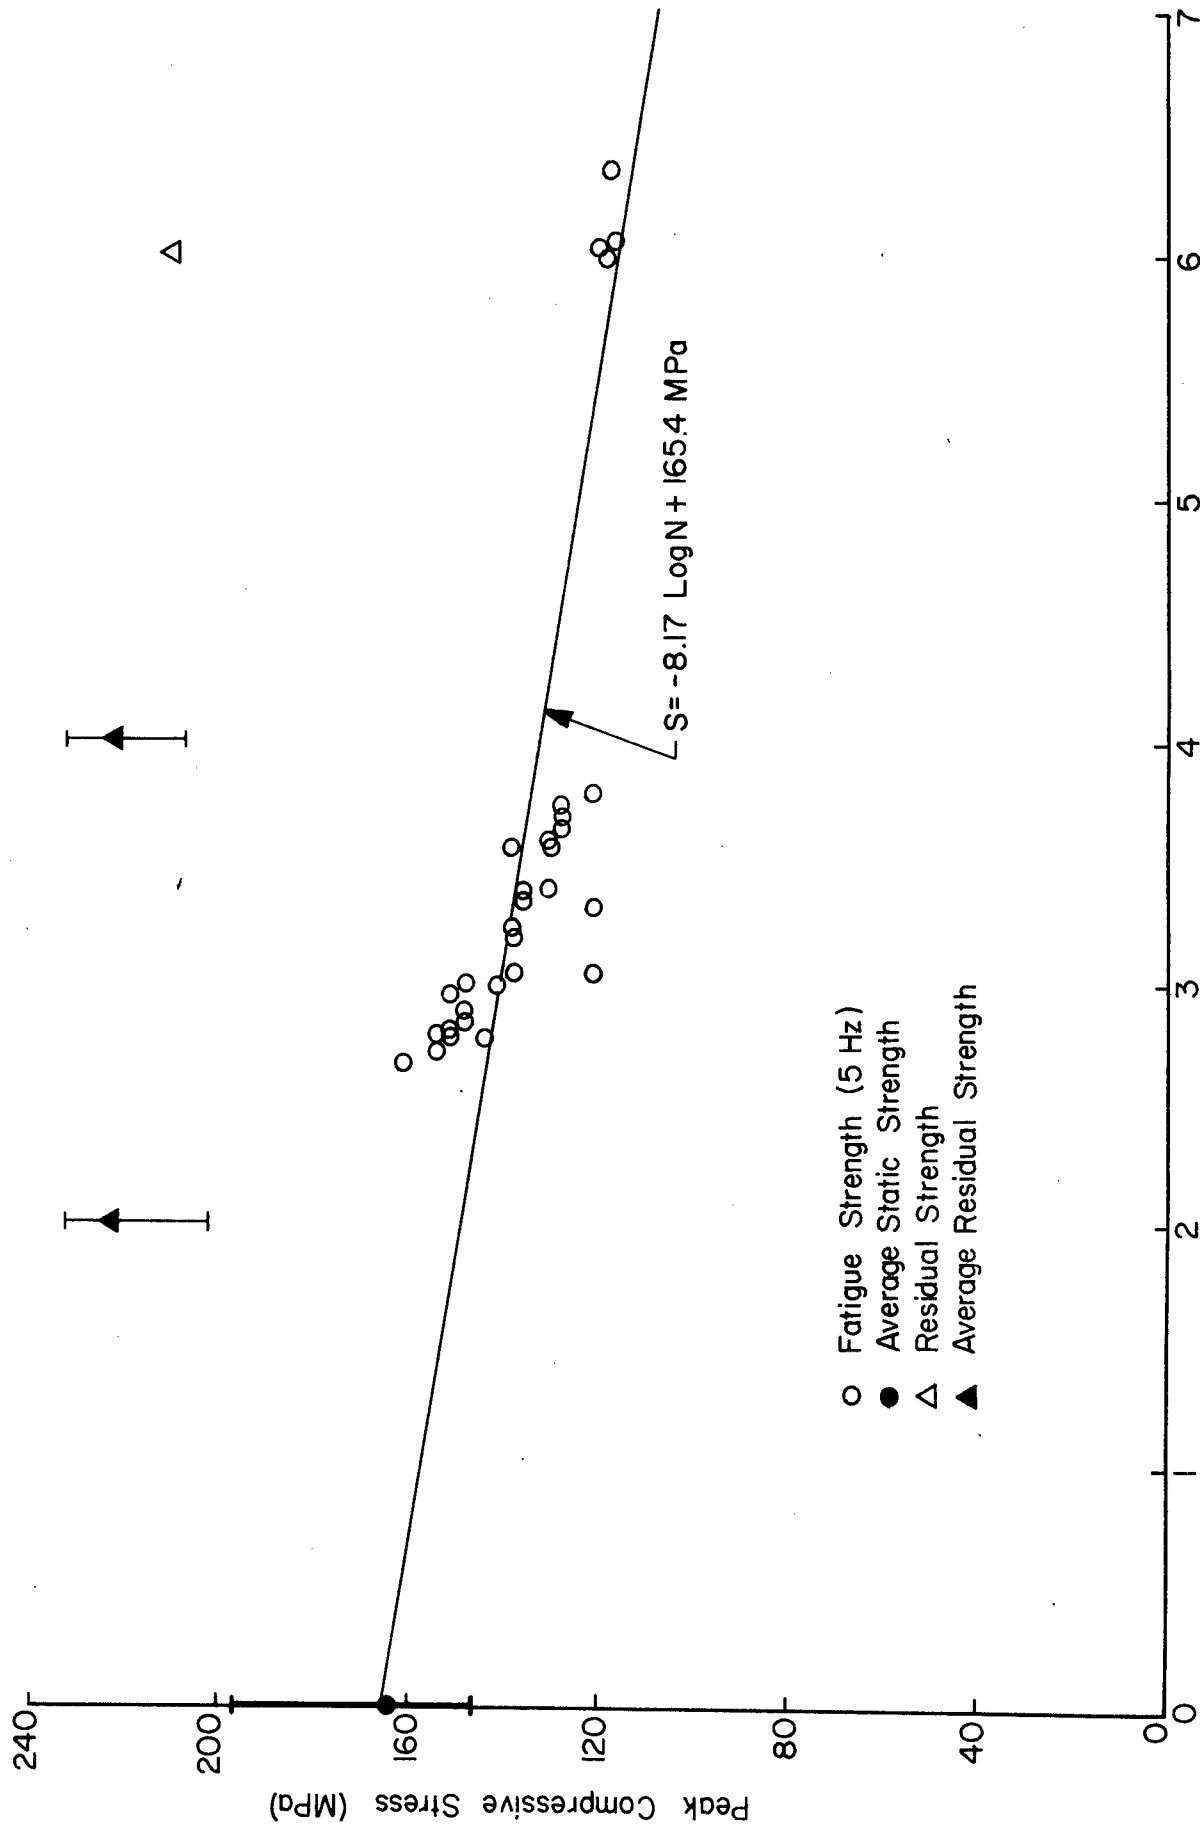 Peak Compressive Stress (MPa)
240
200
160
120
80
40
0
S= -8.17 LogN + 165.4 MPa
Fatigue Strength (5 Hz)
Average Static Strength
Residual Strength
Average Residual Strength
0 1 2 3 4 5 6 7